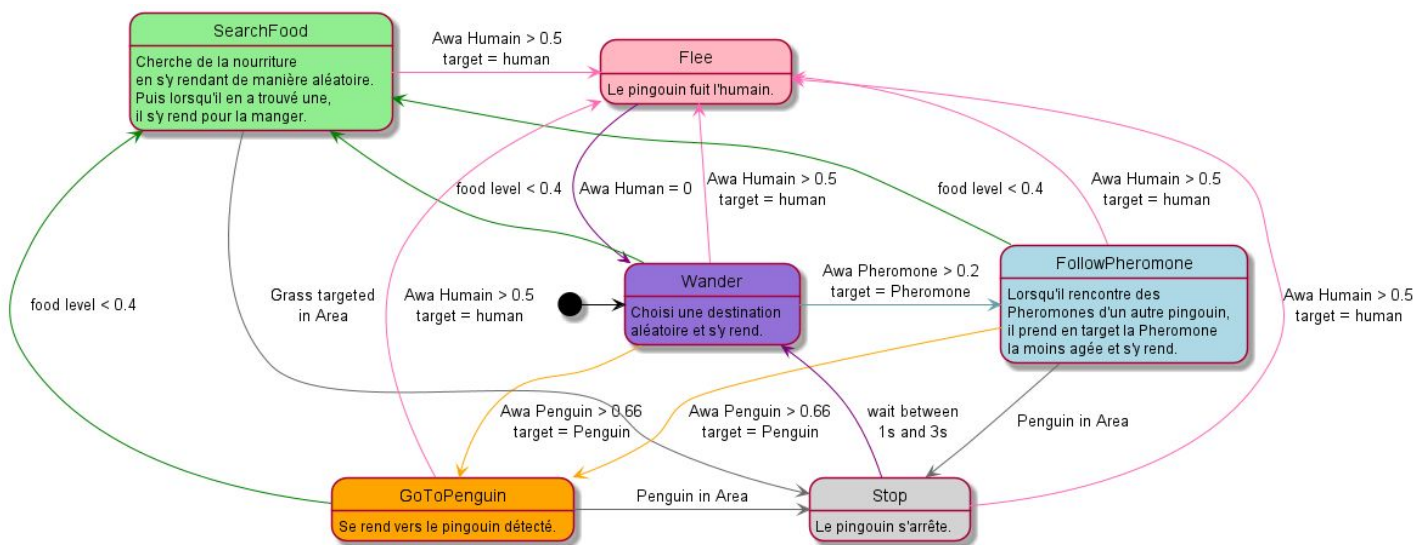 SearchFood
Cherche de la nourriture
en s'y rendant de manière aléatoire.
Puis lorsqu'il en a trouvé une,
il s'y rend pour la manger.
Awa Humain > 0.5
target = human
Flee
Le pingouin fuit l'humain.
food level < 0.4
Awa Human = 0
Awa Humain > 0.5
target = human
food level < 0.4
Awa Humain > 0.5
target = human
Wander
Choisi une destination
aléatoire et s'y rend.
Awa Pheromone > 0.2
target = Pheromone
FollowPheromone
Lorsqu'il rencontre des
Pheromones d'un autre pingouin,
il prend en target la Pheromone
la moins agée et s'y rend.
food level < 0.4
Grass targeted
in Area
Awa Humain > 0.5
target = human
Awa Humain > 0.5
target = human
Awa Penguin > 0.66
target = Penguin
Awa Penguin > 0.66
target = Penguin
wait between
1s and 3s
Penguin in Area
GoToPenguin
Se rend vers le pingouin détecté.
Penguin in Area
Stop
Le pingouin s'arrête.